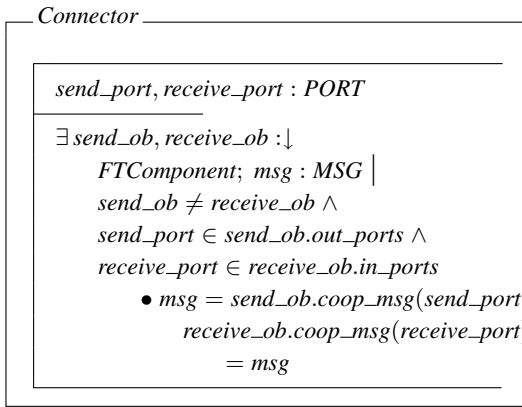 Connector
send_port, receive_port : PORT
∃ send_ob, receive_ob :↓
FTComponent; msg : MSG |
send_ob ≠ receive_ob ∧
send_port ∈ send_ob.out_ports ∧
receive_port ∈ receive_ob.in_ports
• msg = send_ob.coop_msg(send_port
receive_ob.coop_msg(receive_port)
= msg